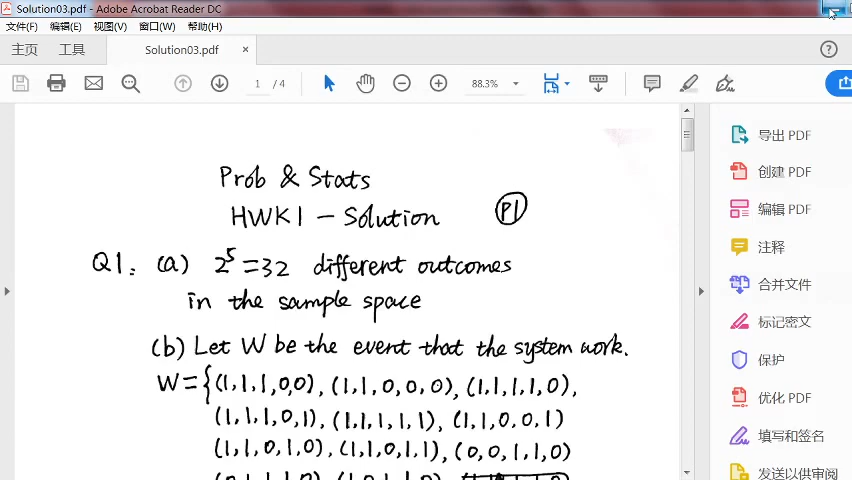 Solution03.pdf - Adobe Acrobat Reader DC
文件(F) 编辑(E) 视图(V) 窗口(W) 帮助(H)
主页 工具 Solution03.pdf ×
1 / 4 88.3%
导出 PDF
创建 PDF
编辑 PDF
注释
合并文件
标记密文
保护
优化 PDF
填写和签名
发送以供审阅
Prob & Stats
HWK1 - Solution P1
Q1: (a) 2^5 = 32 different outcomes
in the sample space
(b) Let W be the event that the system work.
W = {(1,1,1,0,0), (1,1,0,0,0), (1,1,1,1,0),
(1,1,1,0,1), (1,1,1,1,1), (1,1,0,0,1)
(1,1,0,1,0), (1,1,0,1,1), (0,0,1,1,0)